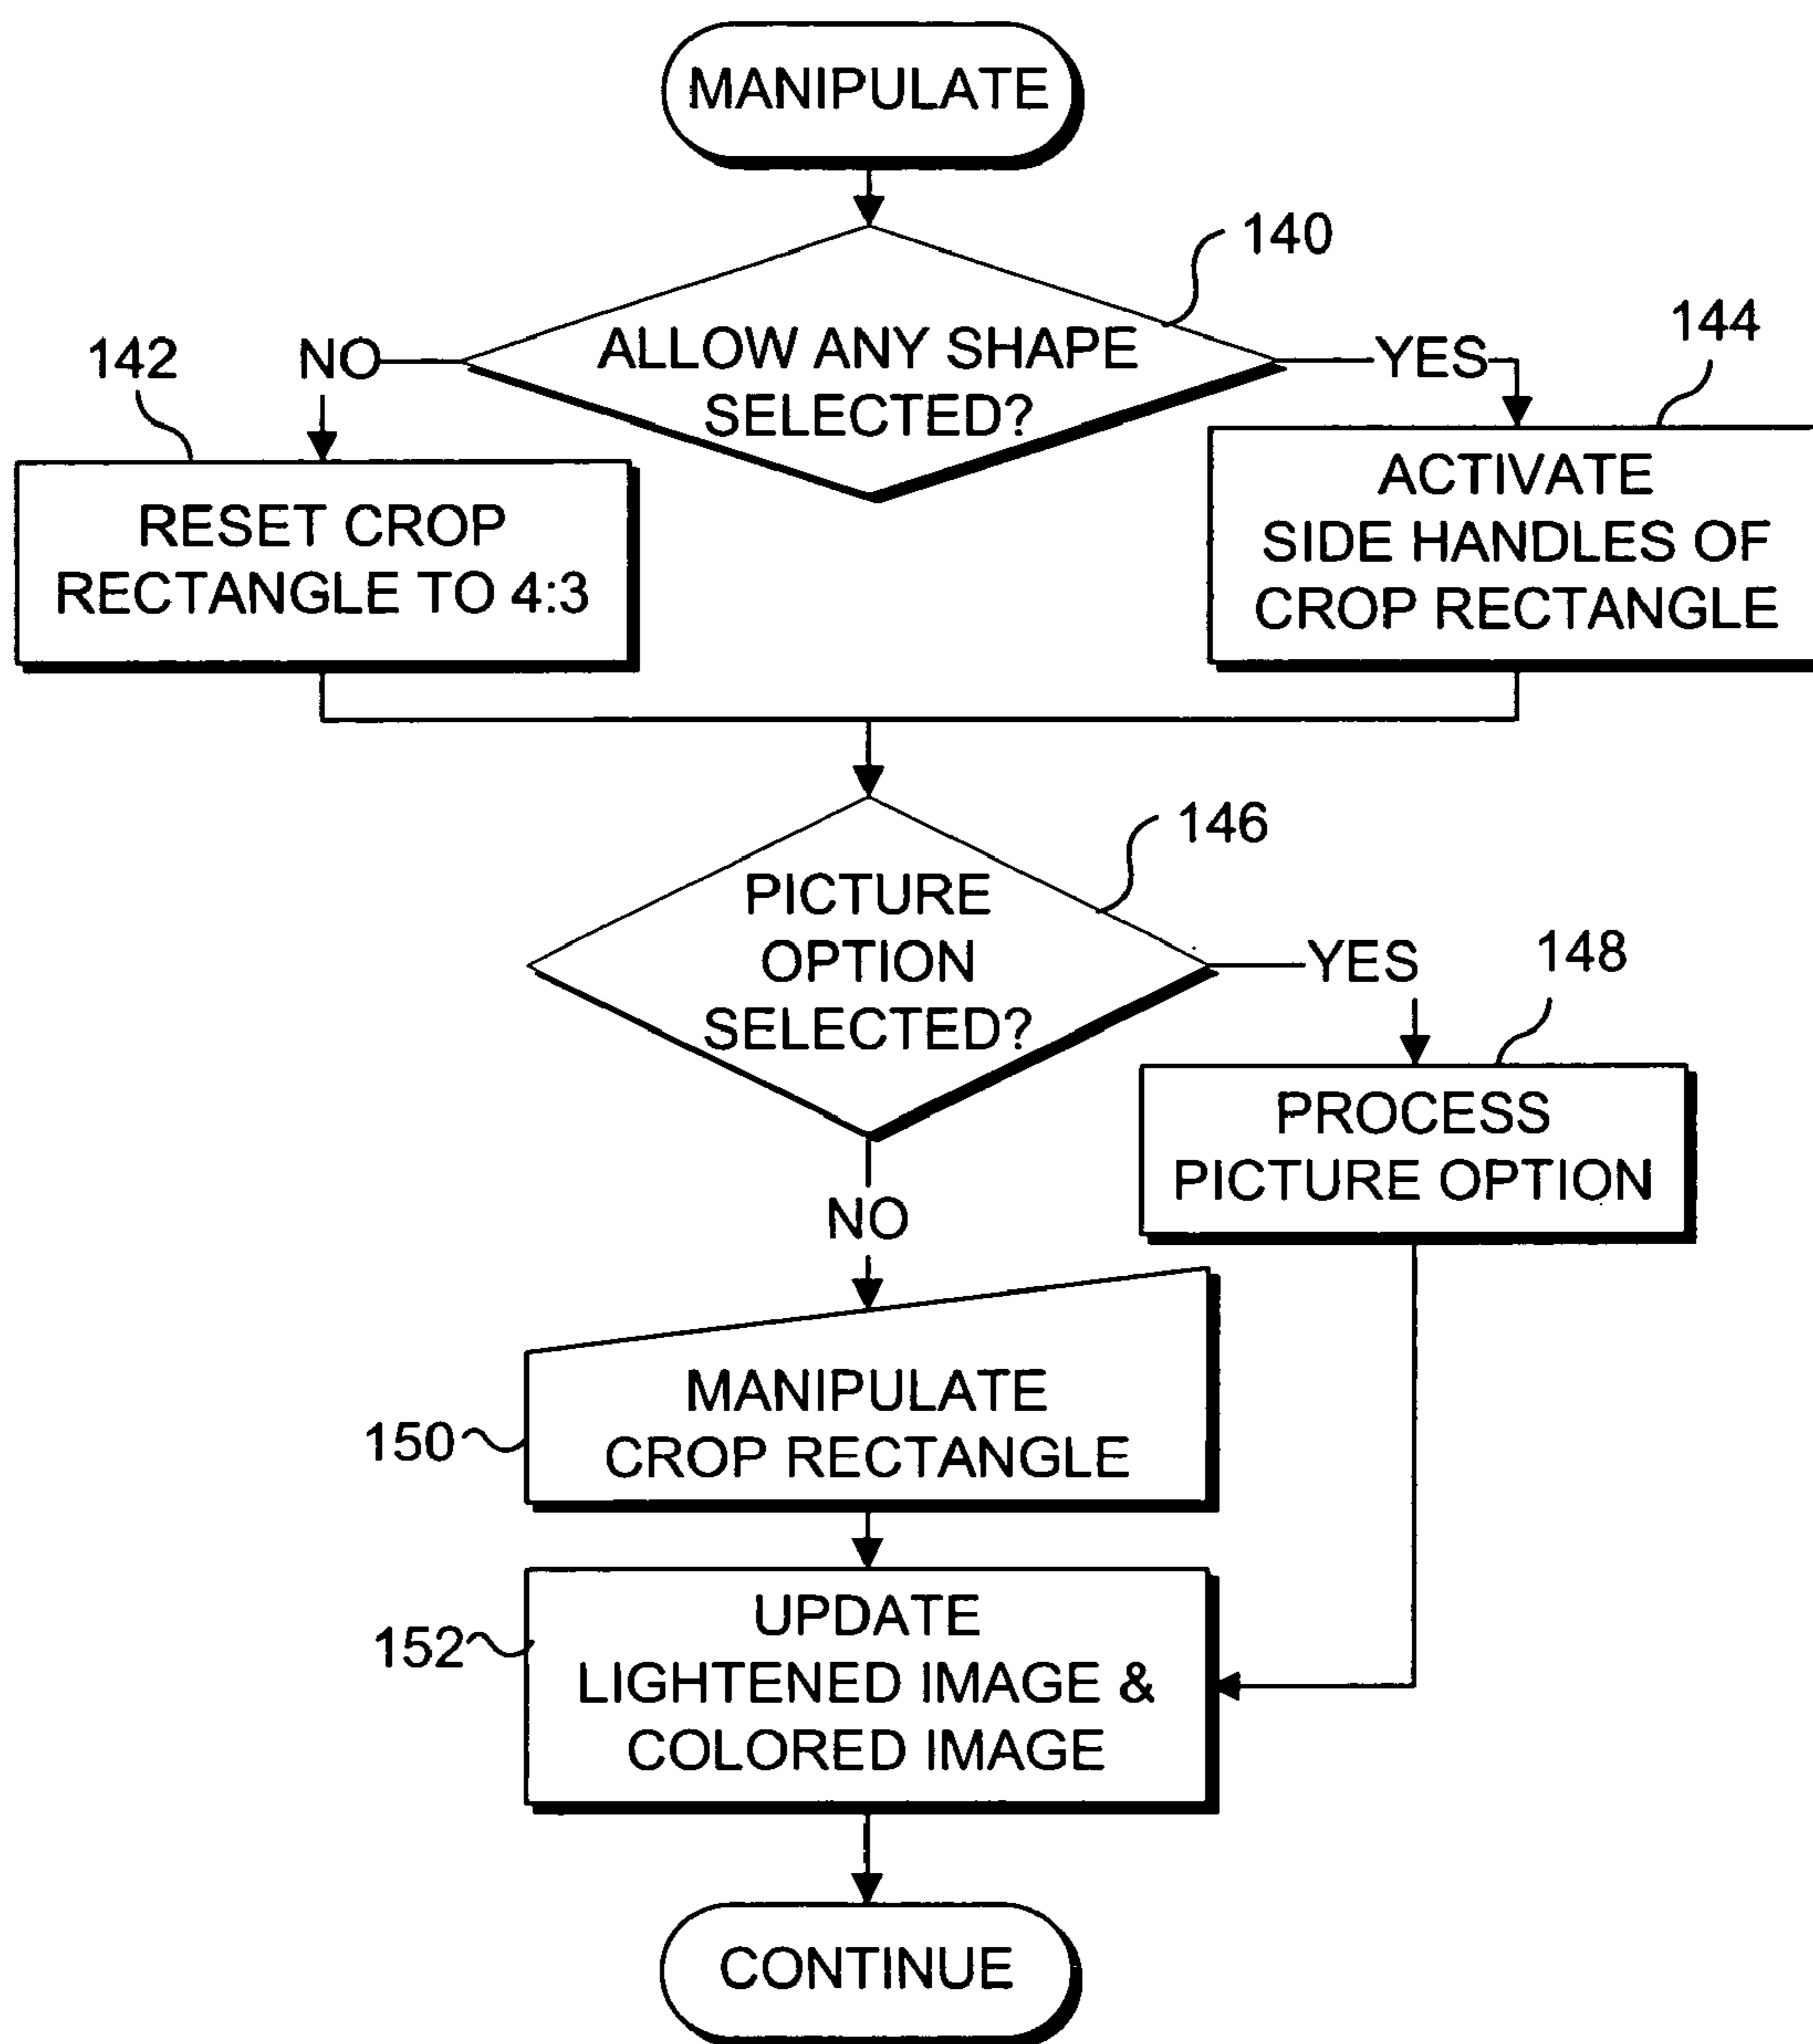 MANIPULATE
140
ALLOW ANY SHAPE
SELECTED?
NO
YES
142
144
RESET CROP
RECTANGLE TO 4:3
ACTIVATE
SIDE HANDLES OF
CROP RECTANGLE
146
PICTURE
OPTION
SELECTED?
YES
148
PROCESS
PICTURE OPTION
NO
150
MANIPULATE
CROP RECTANGLE
152
UPDATE
LIGHTENED IMAGE &
COLORED IMAGE
CONTINUE